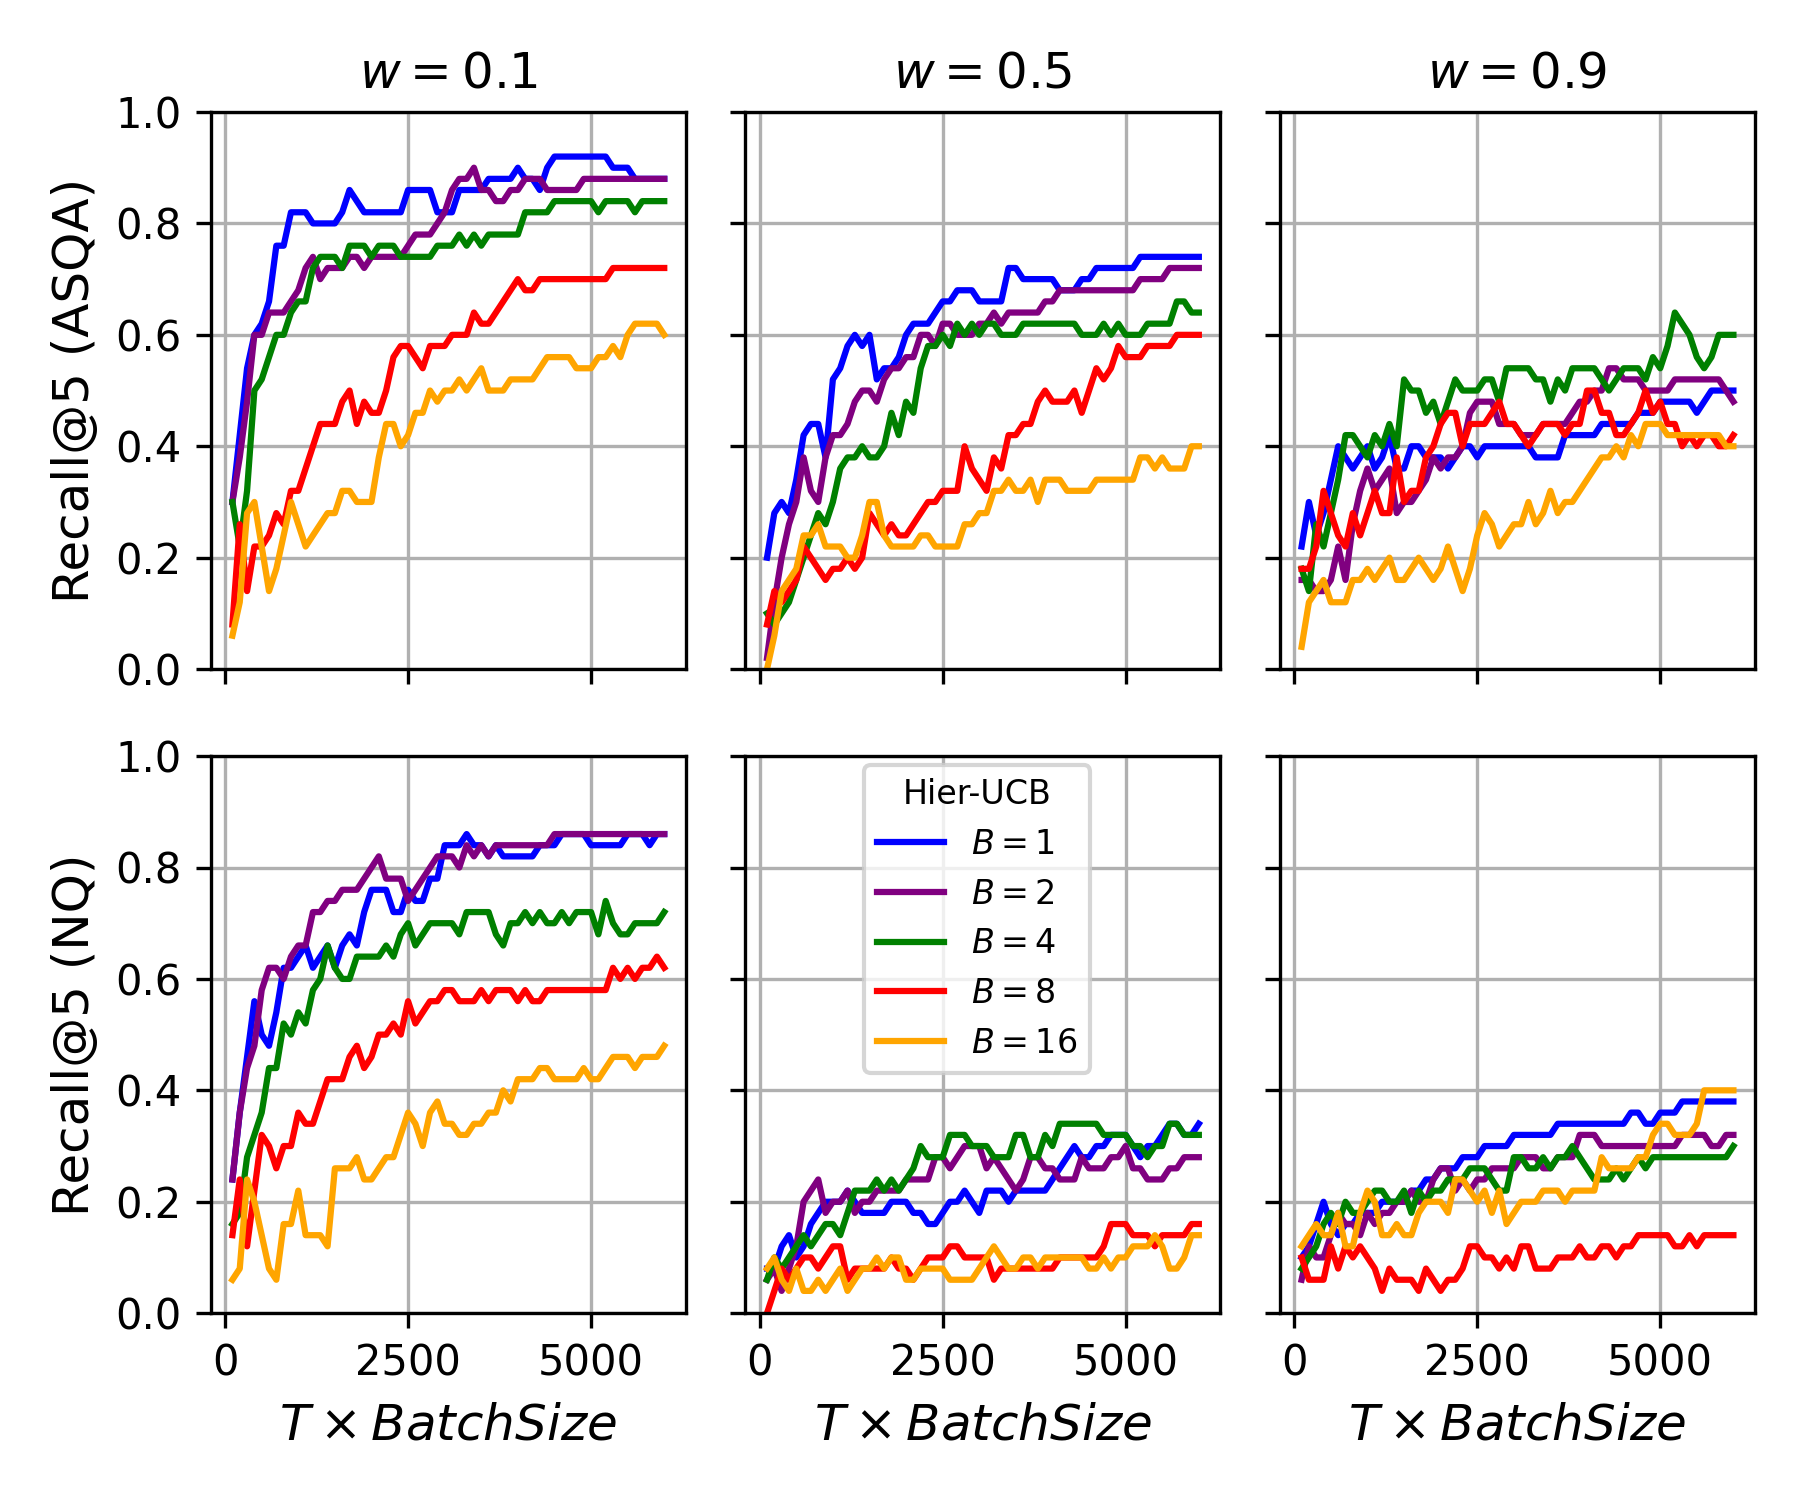 w = 0.1
w = 0.5
w = 0.9
Recall@5 (ASQA)
1.0
0.8
0.6
0.4
0.2
0.0
Recall@5 (NQ)
1.0
0.8
0.6
0.4
0.2
0.0
Hier-UCB
B = 1
B = 2
B = 4
B = 8
B = 16
0 2500 5000
0 2500 5000
0 2500 5000
T × BatchSize
T × BatchSize
T × BatchSize